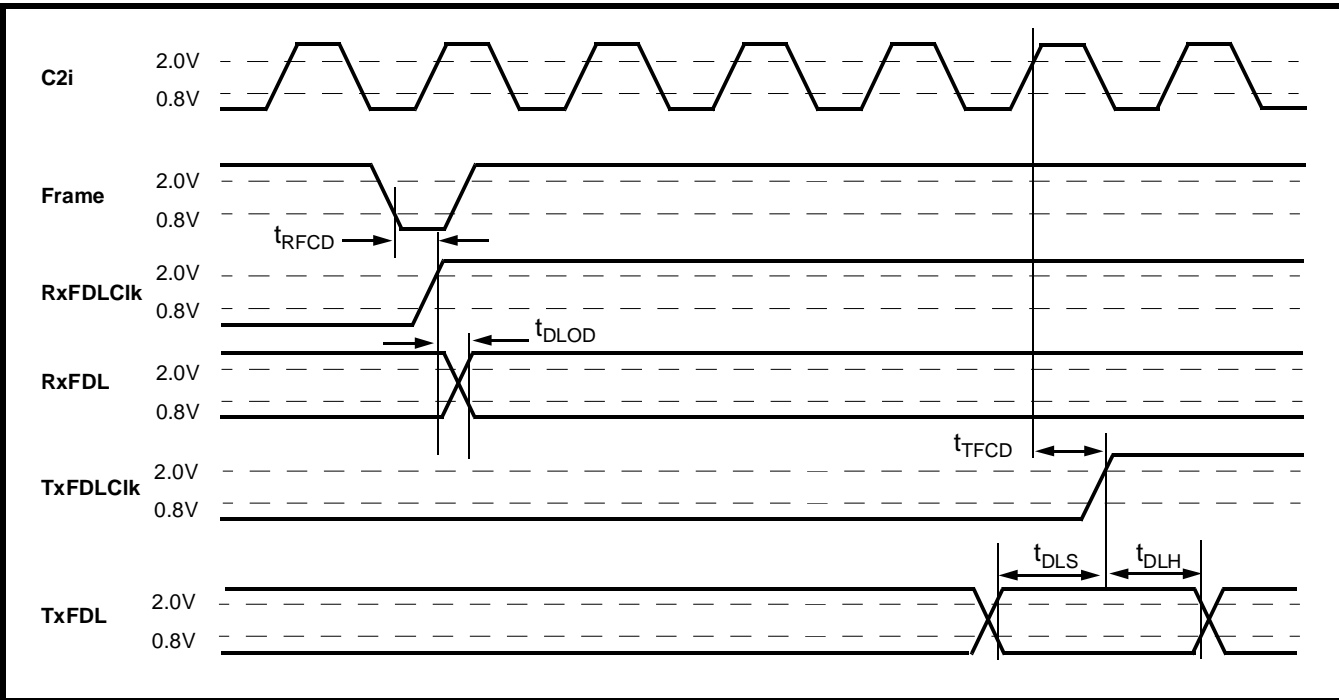 C2i
2.0V
0.8V
Frame
2.0V
0.8V
tRFCD
RxFDLClk
2.0V
0.8V
tDLOD
RxFDL
2.0V
0.8V
tTFCD
TxFDLClk
2.0V
0.8V
tDLS
tDLH
TxFDL
2.0V
0.8V